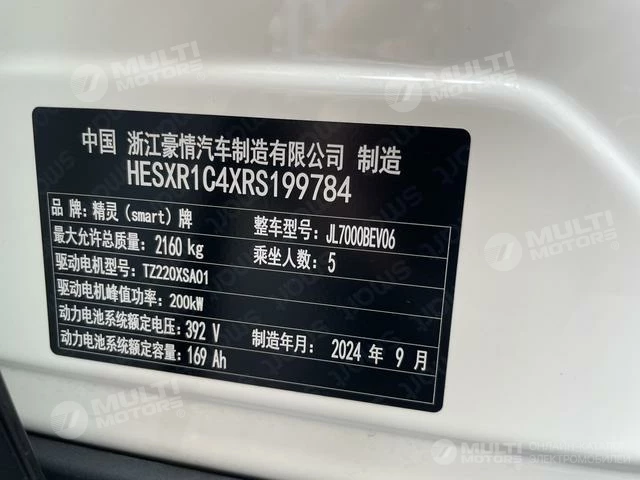 中国 浙江豪情汽车制造有限公司 制造
HESXR1C4XRS199784
品 牌: 精灵(smart)牌 整车型号: JL7000BEV06
最大允许总质量: 2160 kg 乘坐人数: 5
驱动电机型号: TZ220XSA01
驱动电机峰值功率: 200kW
动力电池系统额定电压: 392 V 制造年月: 2024 年 9 月
动力电池系统额定容量: 169 Ah
MULTI MOTORS
MULTI MOTORS
MULTI MOTORS
MULTI MOTORS
MULTI MOTORS